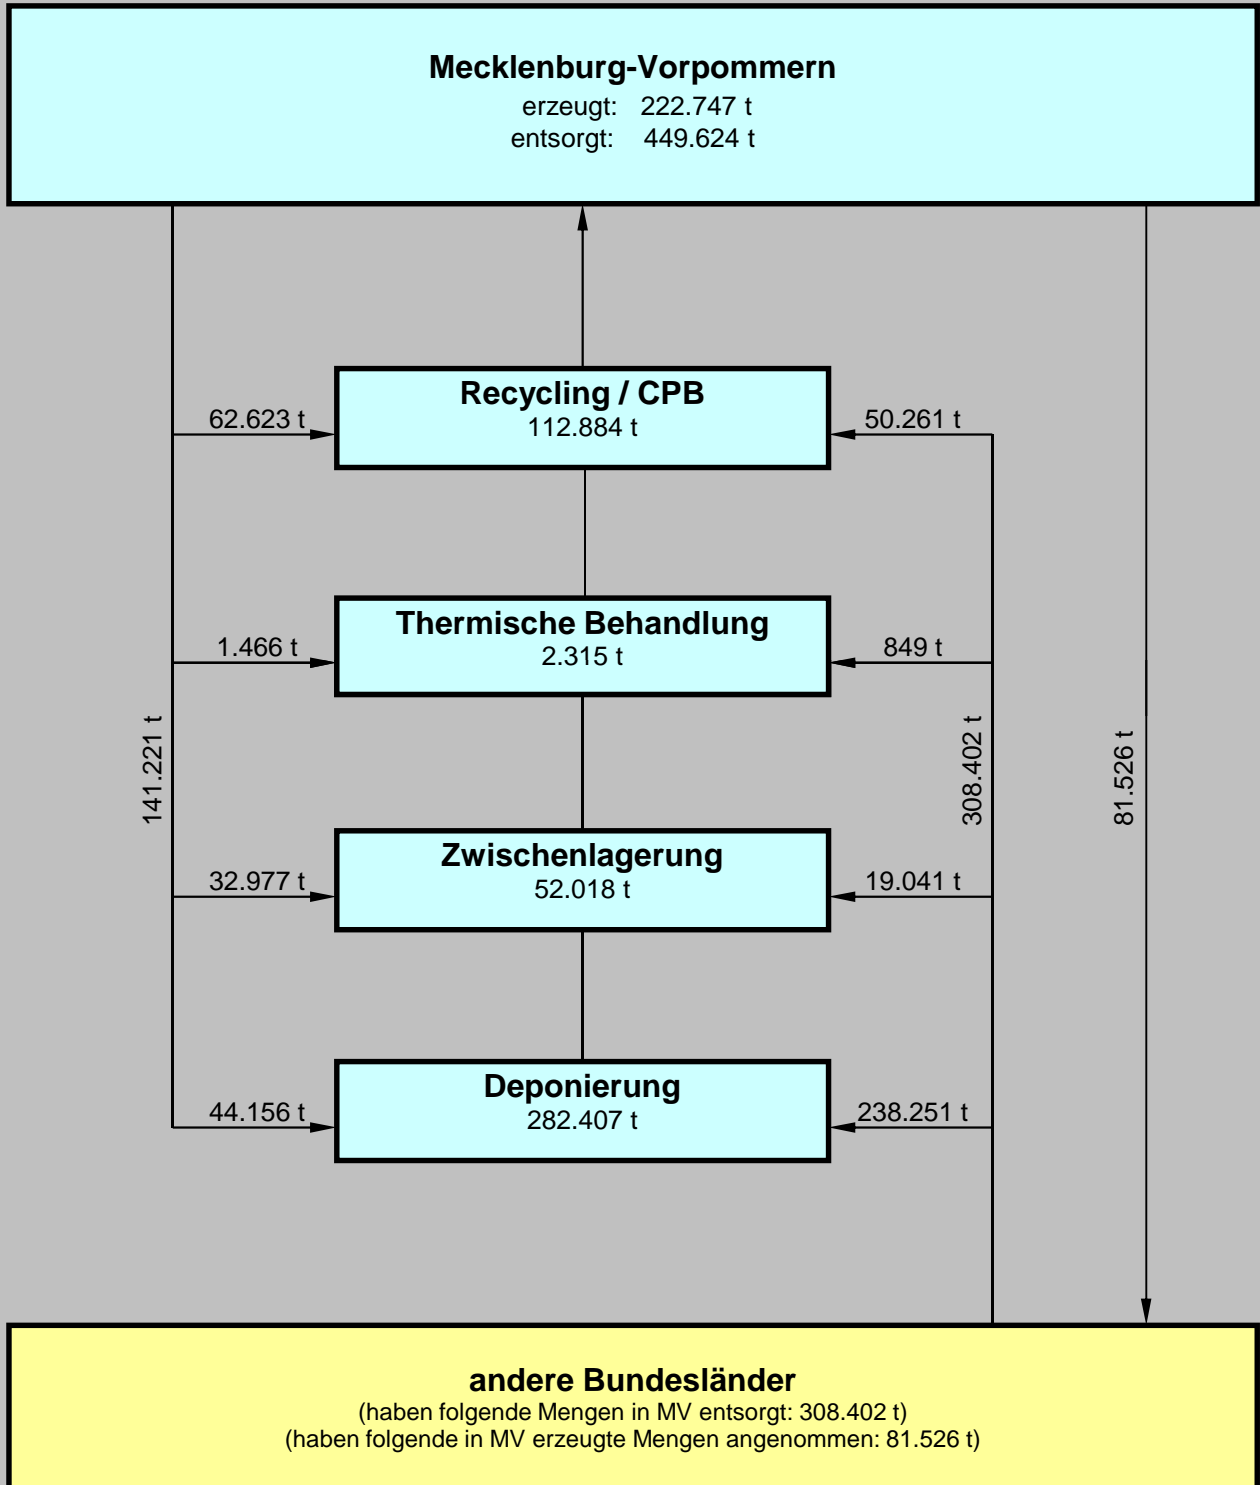 Mecklenburg-Vorpommern
erzeugt: 222.747 t
entsorgt: 449.624 t
Recycling / CPB
112.884 t
62.623 t
50.261 t
Thermische Behandlung
2.315 t
1.466 t
849 t
141.221 t
308.402 t
81.526 t
Zwischenlagerung
52.018 t
32.977 t
19.041 t
Deponierung
282.407 t
44.156 t
238.251 t
andere Bundesländer
(haben folgende Mengen in MV entsorgt: 308.402 t)
(haben folgende in MV erzeugte Mengen angenommen: 81.526 t)